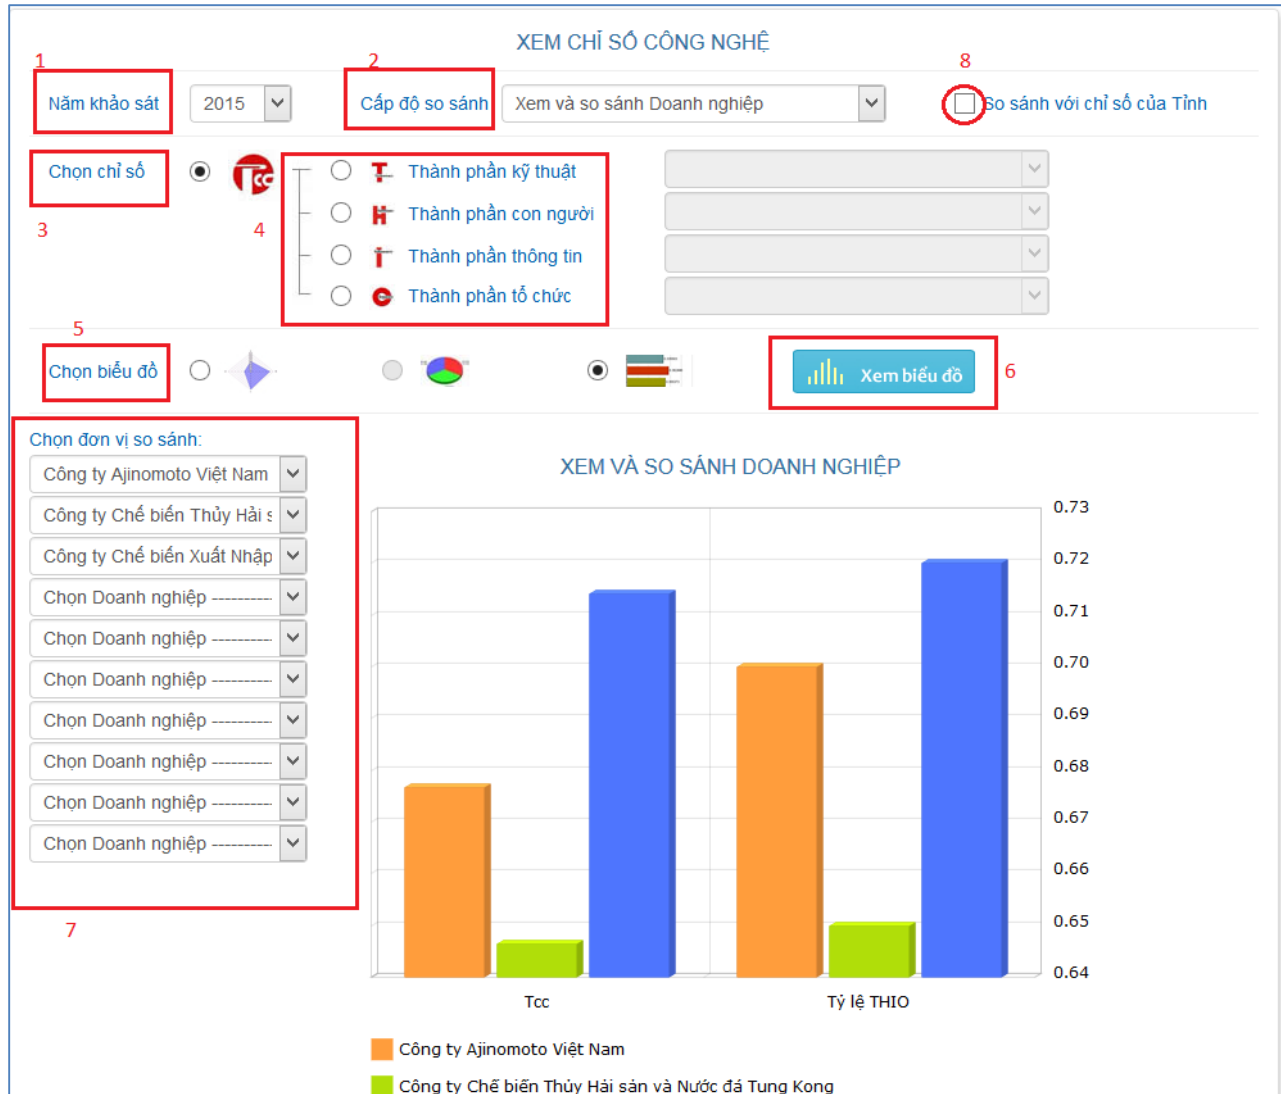 XEM CHỈ SỐ CÔNG NGHỆ
1
2
8
Năm khảo sát
2015
Cấp độ so sánh
Xem và so sánh Doanh nghiệp
So sánh với chỉ số của Tỉnh
Chọn chỉ số
Tcc
T
Thành phần kỹ thuật
3
4
H
Thành phần con người
i
Thành phần thông tin
Thành phần tổ chức
5
Chọn biểu đồ
Xem biểu đồ
6
Chọn đơn vị so sánh:
Công ty Ajinomoto Việt Nam
Công ty Chế biến Thủy Hải s
Công ty Chế biến Xuất Nhập
Chọn Doanh nghiệp ----------
Chọn Doanh nghiệp ----------
Chọn Doanh nghiệp ----------
Chọn Doanh nghiệp ----------
Chọn Doanh nghiệp ----------
Chọn Doanh nghiệp ----------
Chọn Doanh nghiệp ----------
7
XEM VÀ SO SÁNH DOANH NGHIỆP
0.73
0.72
0.71
0.70
0.69
0.68
0.67
0.66
0.65
0.64
Tcc
Tỷ lệ THIO
Công ty Ajinomoto Việt Nam
Công ty Chế biến Thủy Hải sản và Nước đá Tung Kong